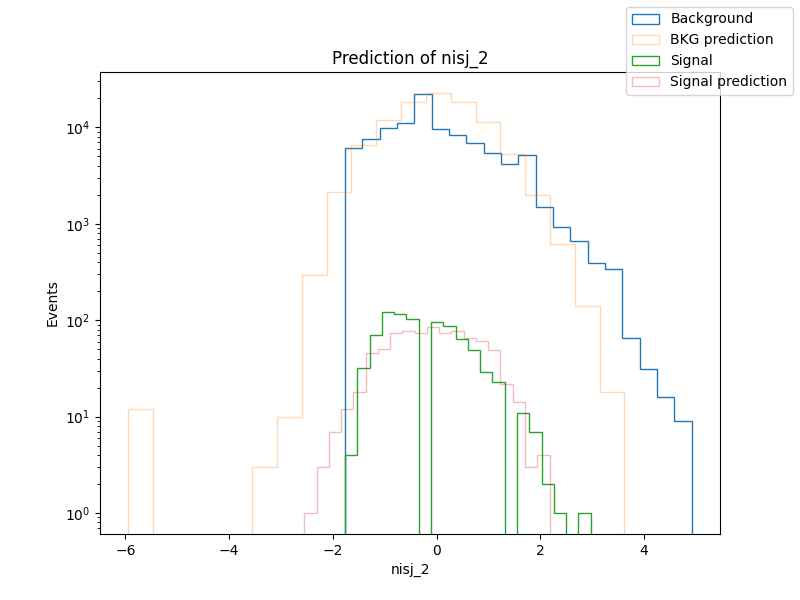 Prediction of nisj_2
Background
BKG prediction
Signal
Signal prediction
Events
10⁴
10³
10²
10¹
10⁰
−6
−4
−2
0
2
4
nisj_2